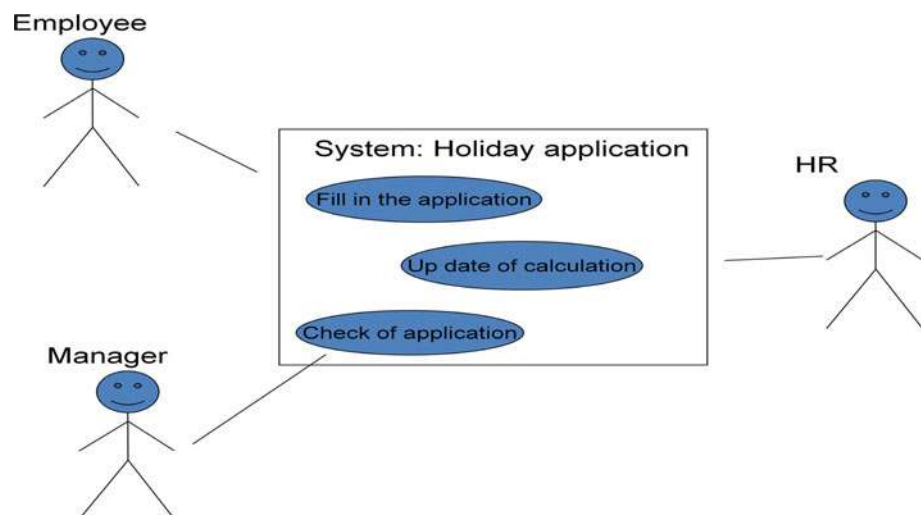 Employee
System: Holiday application
HR
Fill in the application
Up date of calculation
Check of application
Manager